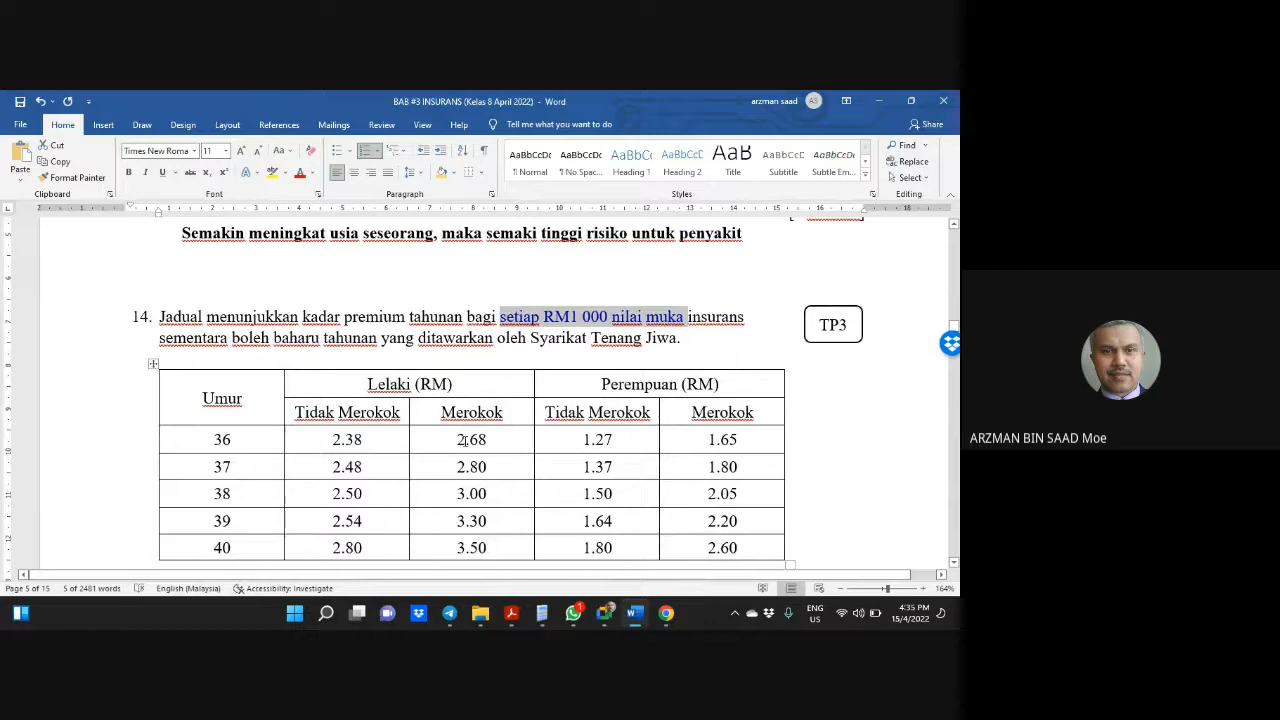 BAB #3 INSURANS (Kelas 8 April 2022) - Word
arzman saad
AS
File Home Insert Draw Design Layout References Mailings Review View Help Tell me what you want to do
Share
Paste
Cut
Copy
Format Painter
Clipboard
Times New Roma 11
Font
Paragraph
AaBbCcDc AaBbCcDc AaBbCc AaBbCcD AaB AaBbCcD AaBbCcDc
¶ Normal ¶ No Spac... Heading 1 Heading 2 Title Subtitle Subtle Em...
Styles
Find
Replace
Select
Editing
Semakin meningkat usia seseorang, maka semaki tinggi risiko untuk penyakit
14. Jadual menunjukkan kadar premium tahunan bagi setiap RM1 000 nilai muka insurans
sementara boleh baharu tahunan yang ditawarkan oleh Syarikat Tenang Jiwa.
TP3
Umur Lelaki (RM) Perempuan (RM)
Tidak Merokok Merokok Tidak Merokok Merokok
36 2.38 2.68 1.27 1.65
37 2.48 2.80 1.37 1.80
38 2.50 3.00 1.50 2.05
39 2.54 3.30 1.64 2.20
40 2.80 3.50 1.80 2.60
Page 5 of 15 5 of 2481 words English (Malaysia) Accessibility: Investigate 164%
ENG
US
4:35 PM
15/4/2022
ARZMAN BIN SAAD Moe